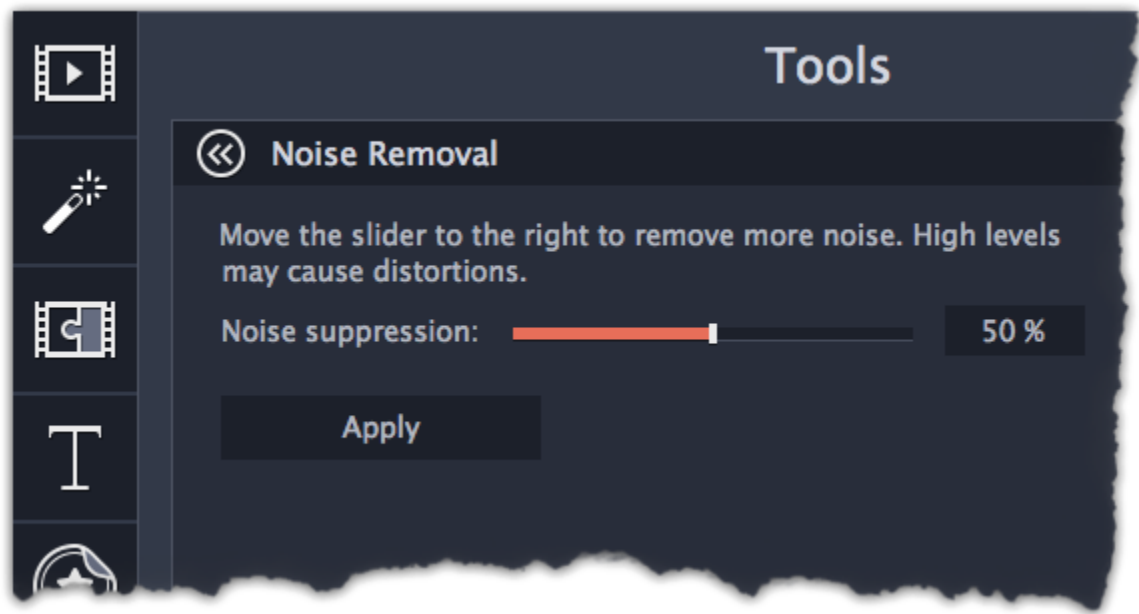 Tools
Noise Removal
Move the slider to the right to remove more noise. High levels
may cause distortions.
Noise suppression:
50 %
Apply
T